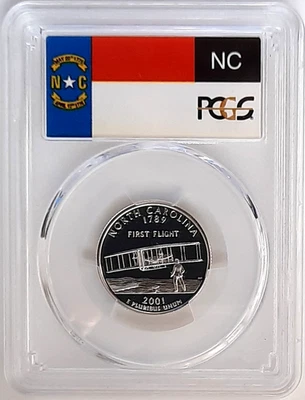 N C
NC
PCGS
NORTH CAROLINA
1789
FIRST FLIGHT
2001
E PLURIBUS UNUM